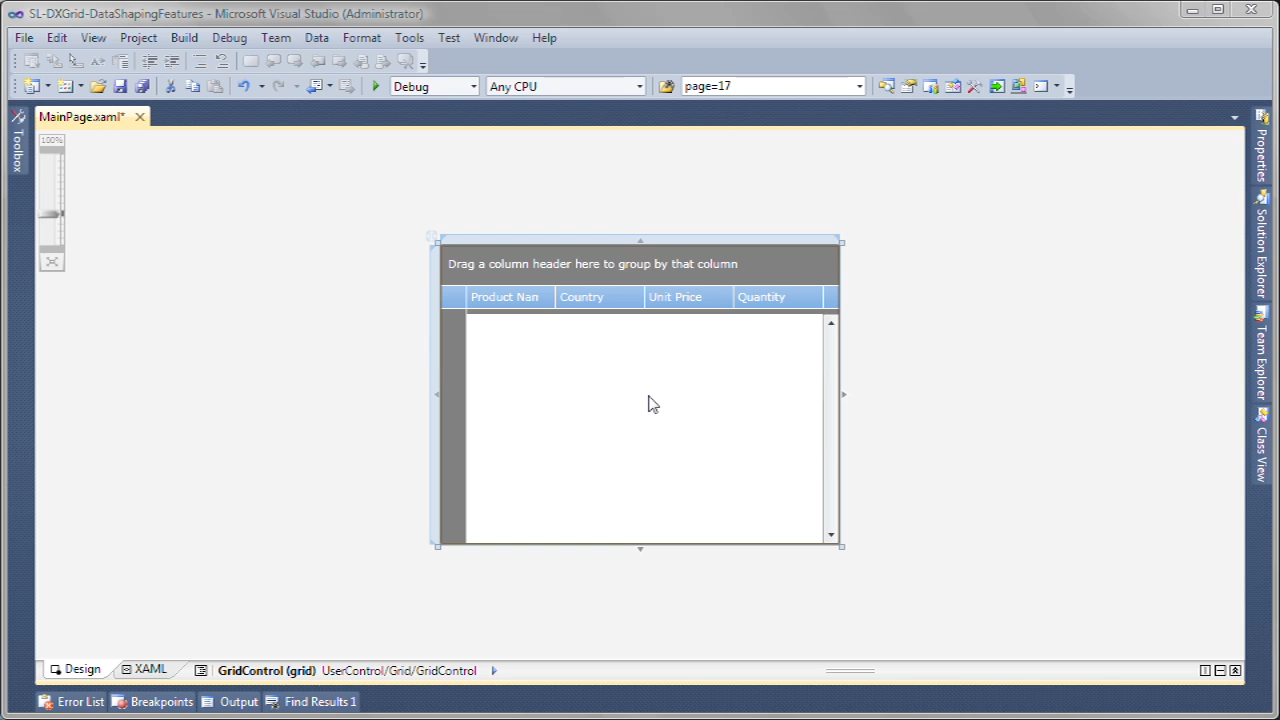 SL-DXGrid-DataShapingFeatures - Microsoft Visual Studio (Administrator)
File Edit View Project Build Debug Team Data Format Tools Test Window Help
Debug Any CPU page=17
MainPage.xaml*
100%
Toolbox
Properties
Solution Explorer
Team Explorer
Class View
Drag a column header here to group by that column
Product Nan Country Unit Price Quantity
Design XAML GridControl (grid) UserControl/Grid/GridControl
Error List Breakpoints Output Find Results 1